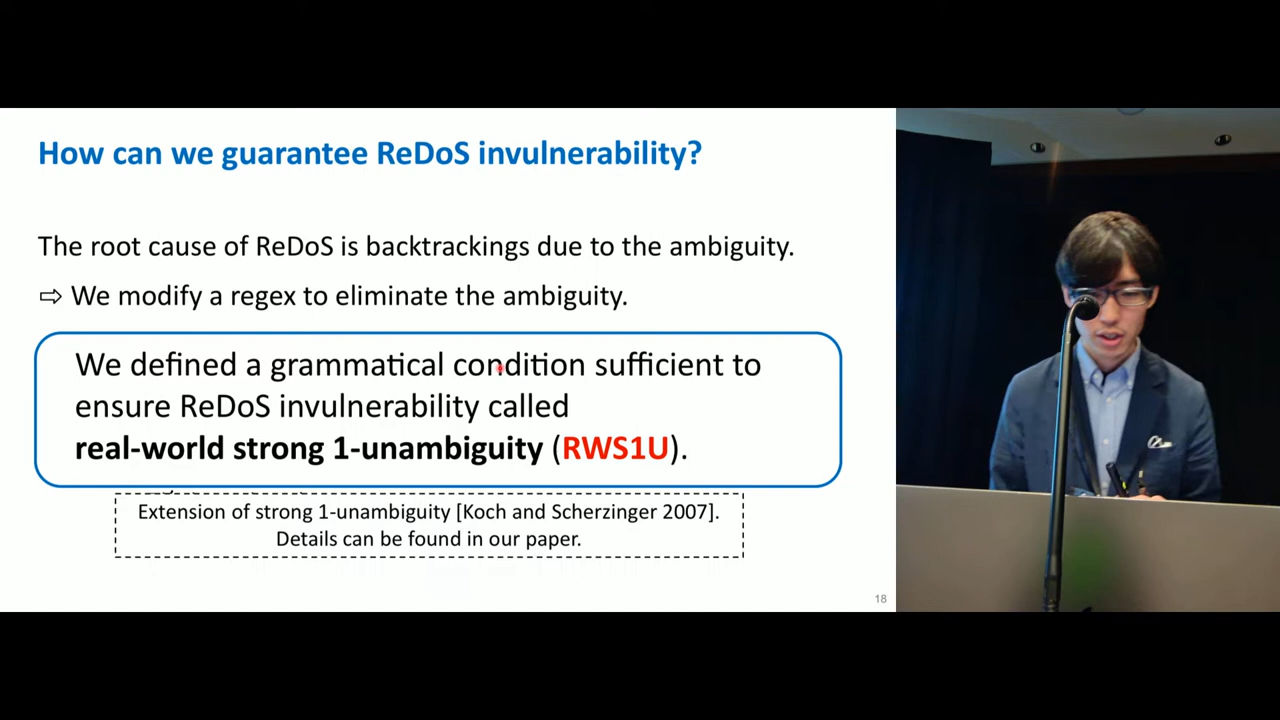 How can we guarantee ReDoS invulnerability?
The root cause of ReDoS is backtrackings due to the ambiguity.
⇨ We modify a regex to eliminate the ambiguity.
We defined a grammatical condition sufficient to
ensure ReDoS invulnerability called
real-world strong 1-unambiguity (RWS1U).
Extension of strong 1-unambiguity [Koch and Scherzinger 2007].
Details can be found in our paper.
18